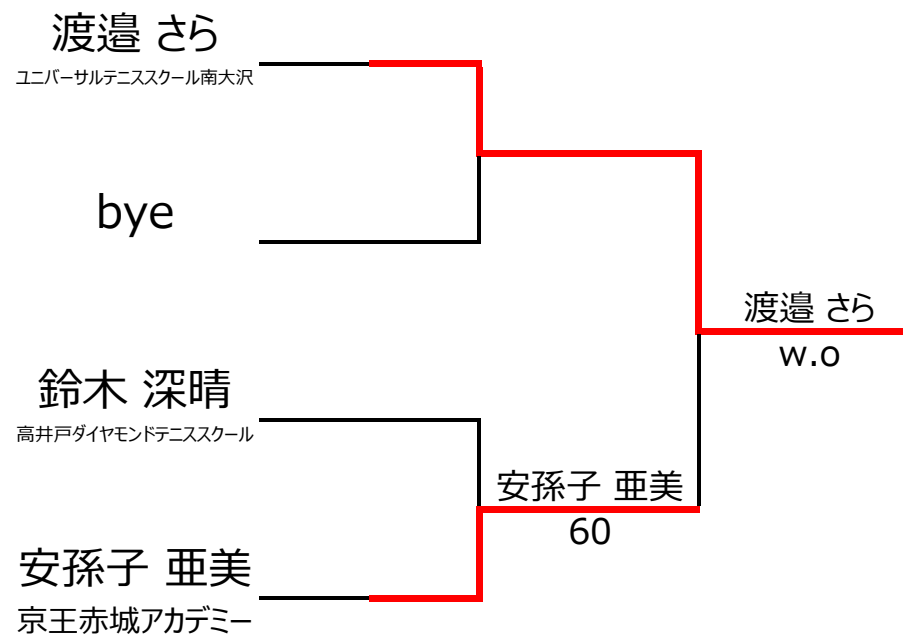 渡邉 さら
ユニバーサルテニススクール南大沢
bye
渡邉 さら
w.o
鈴木 深晴
高井戸ダイヤモンドテニススクール
安孫子 亜美
60
安孫子 亜美
京王赤城アカデミー